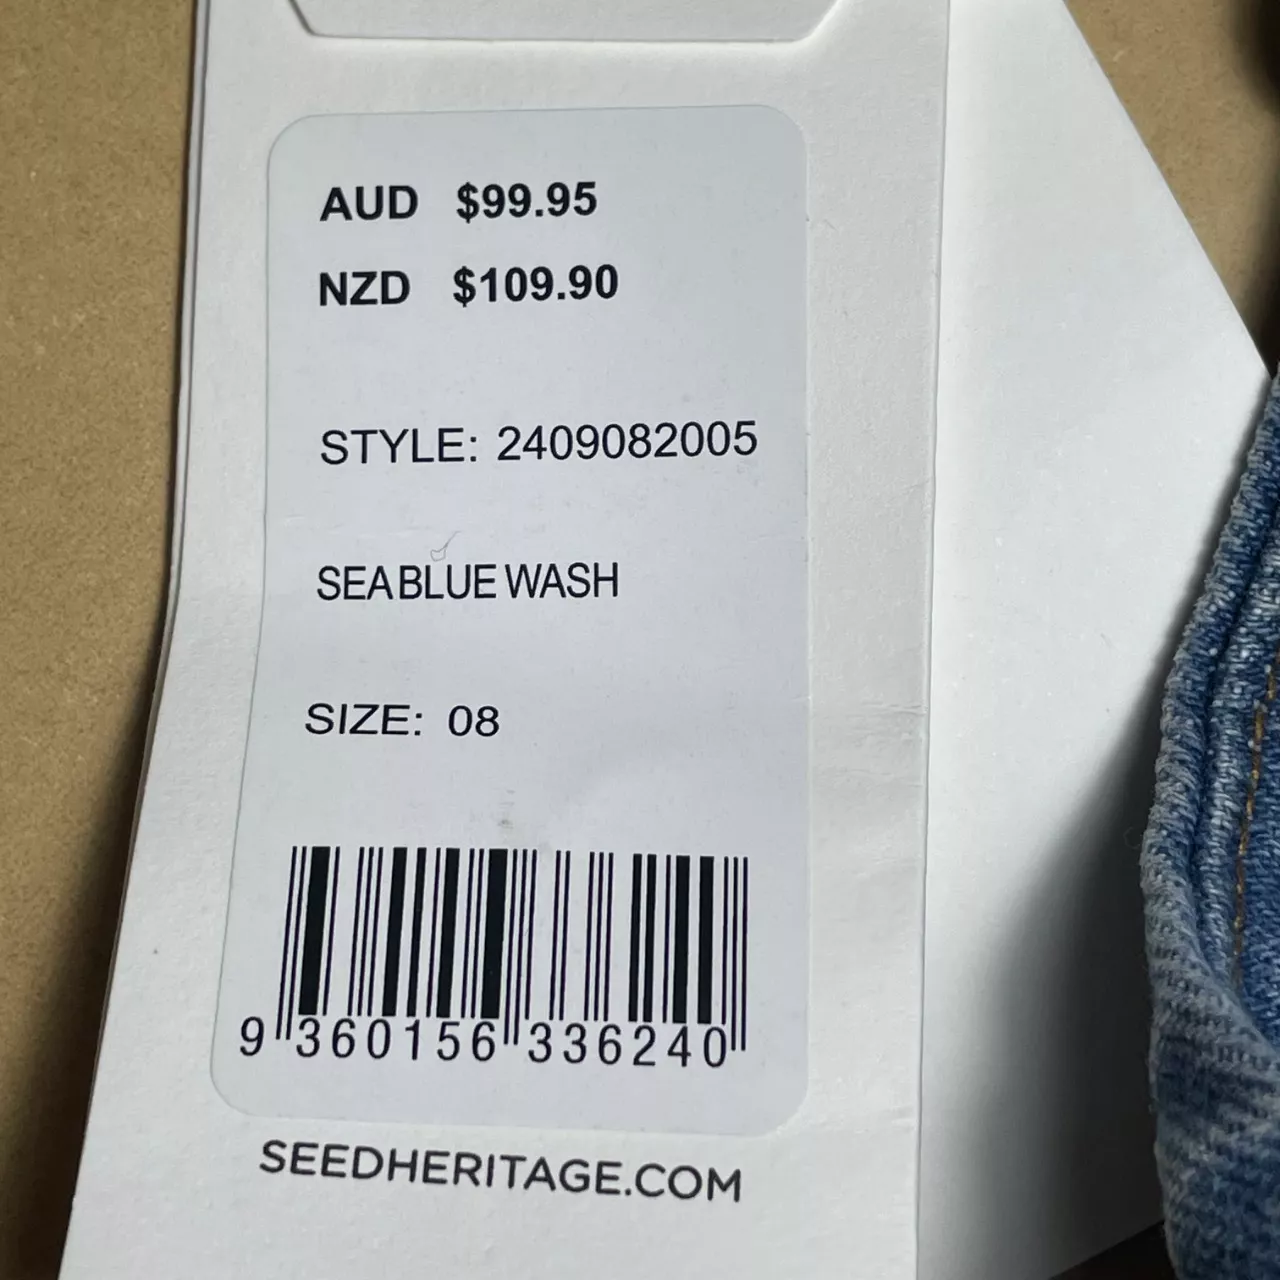 AUD $99.95
NZD $109.90
STYLE: 2409082005
SEA BLUE WASH
SIZE: 08
9 360156 336240
SEEDHERITAGE.COM